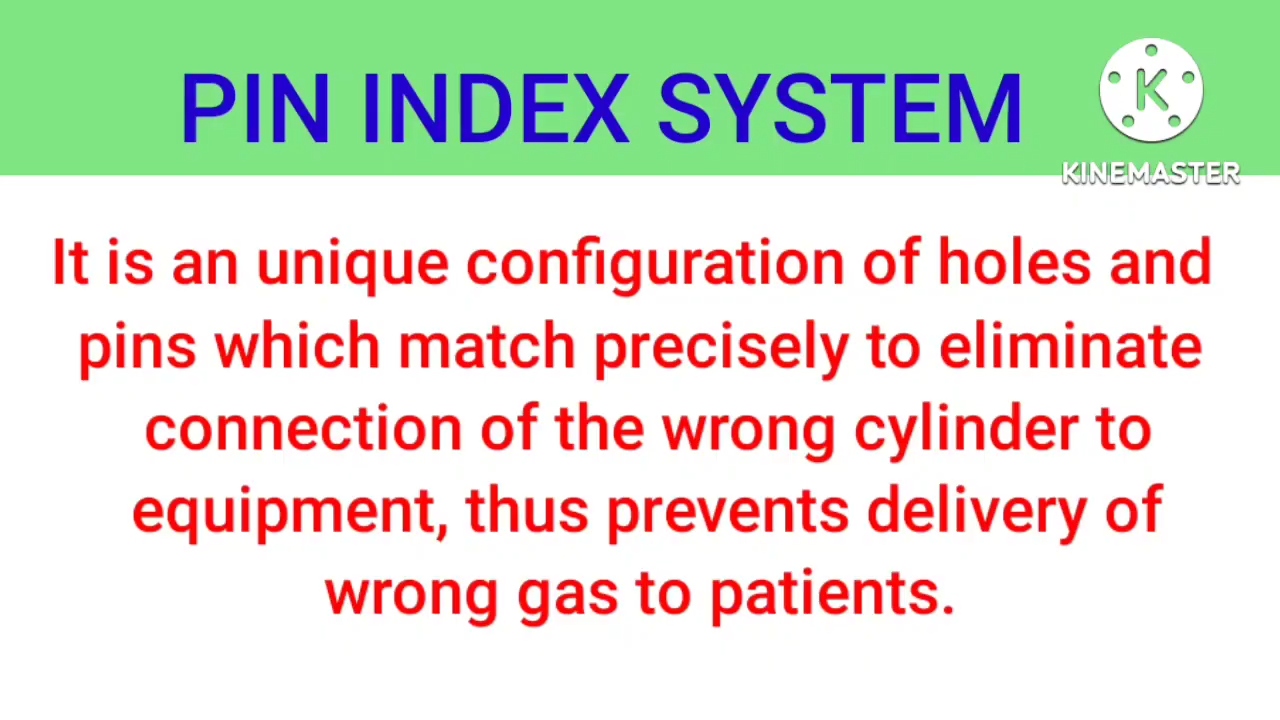 PIN INDEX SYSTEM
K
KINEMASTER
It is an unique configuration of holes and
pins which match precisely to eliminate
connection of the wrong cylinder to
equipment, thus prevents delivery of
wrong gas to patients.